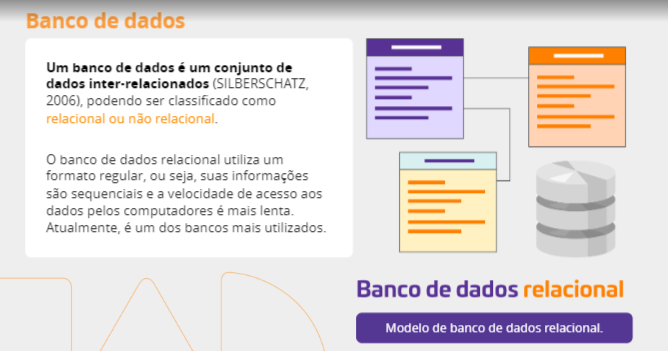 Banco de dados
Um banco de dados é um conjunto de
dados inter-relacionados (SILBERSCHATZ,
2006), podendo ser classificado como
relacional ou não relacional.
O banco de dados relacional utiliza um
formato regular, ou seja, suas informações
são sequenciais e a velocidade de acesso aos
dados pelos computadores é mais lenta.
Atualmente, é um dos bancos mais utilizados.
Banco de dados relacional
Modelo de banco de dados relacional.